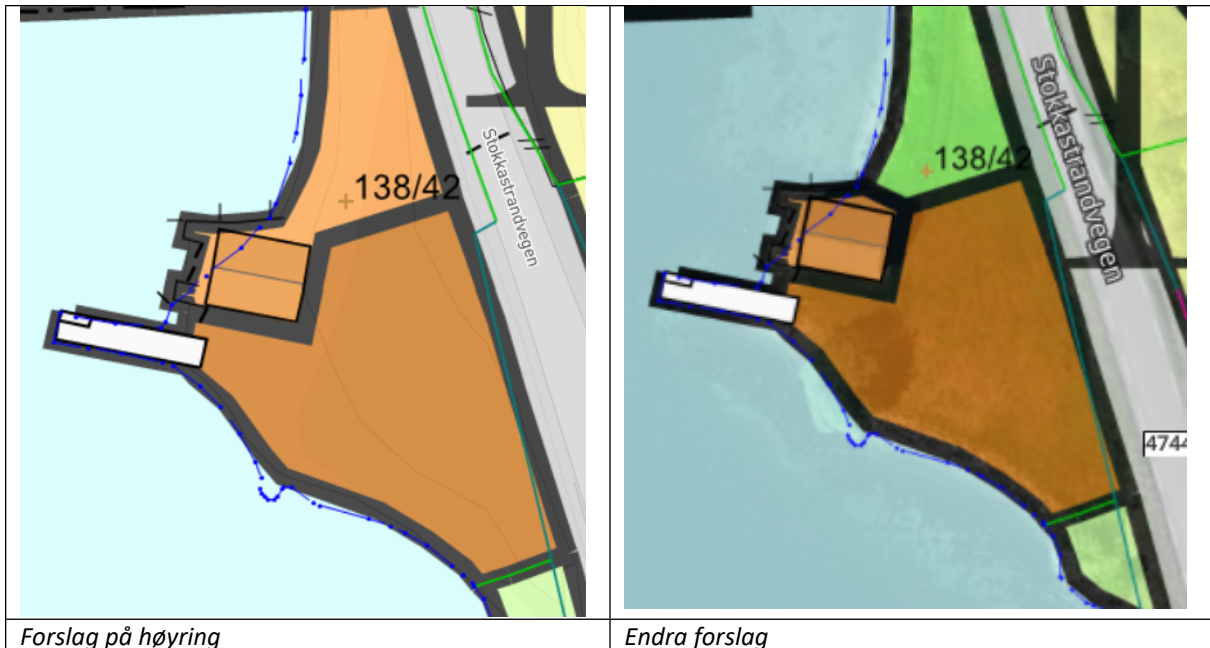 138/42
Stokkastrandvegen
138/42
Stokkastrandvegen
4744
Forslag på høyring
Endra forslag